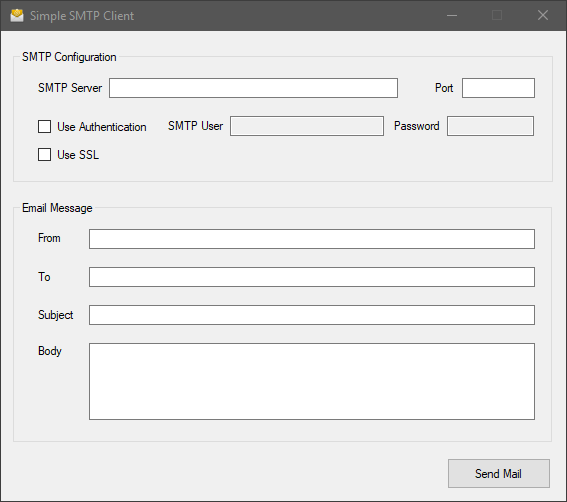 Simple SMTP Client
SMTP Configuration
SMTP Server Port
Use Authentication SMTP User Password
Use SSL
Email Message
From
To
Subject
Body
Send Mail